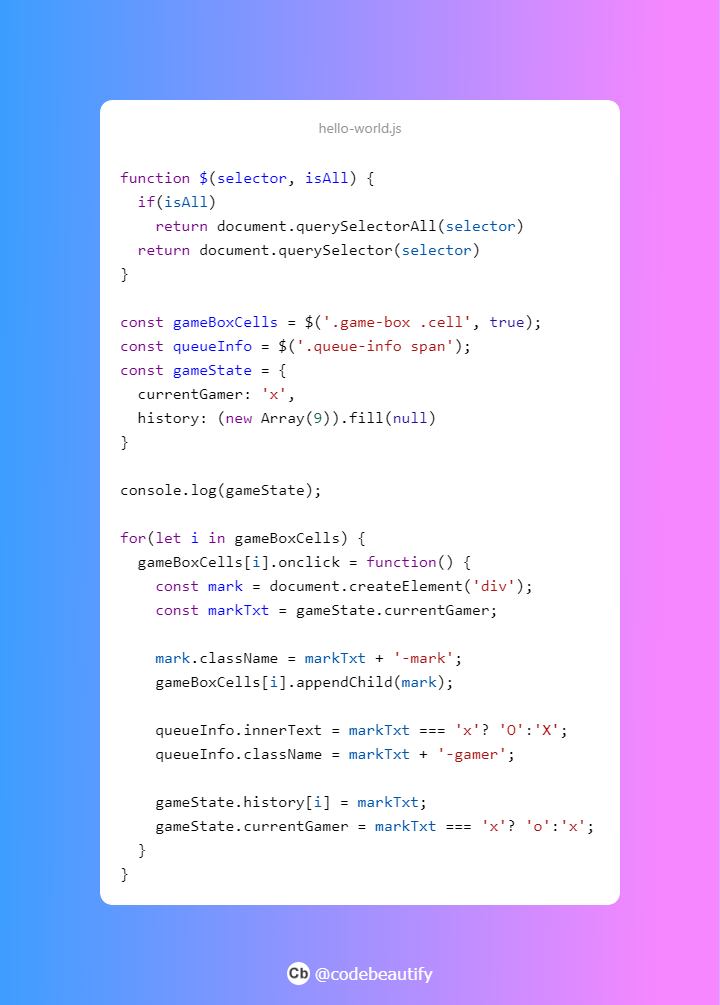 hello-world.js
function $(selector, isAll) {
  if(isAll)
    return document.querySelectorAll(selector)
  return document.querySelector(selector)
}
const gameBoxCells = $('.game-box .cell', true);
const queueInfo = $('.queue-info span');
const gameState = {
  currentGamer: 'x',
  history: (new Array(9)).fill(null)
}
console.log(gameState);
for(let i in gameBoxCells) {
  gameBoxCells[i].onclick = function() {
    const mark = document.createElement('div');
    const markTxt = gameState.currentGamer;
    mark.className = markTxt + '-mark';
    gameBoxCells[i].appendChild(mark);
    queueInfo.innerText = markTxt === 'x'? 'O':'X';
    queueInfo.className = markTxt + '-gamer';
    gameState.history[i] = markTxt;
    gameState.currentGamer = markTxt === 'x'? 'o':'x';
  }
}
Cb @codebeautify